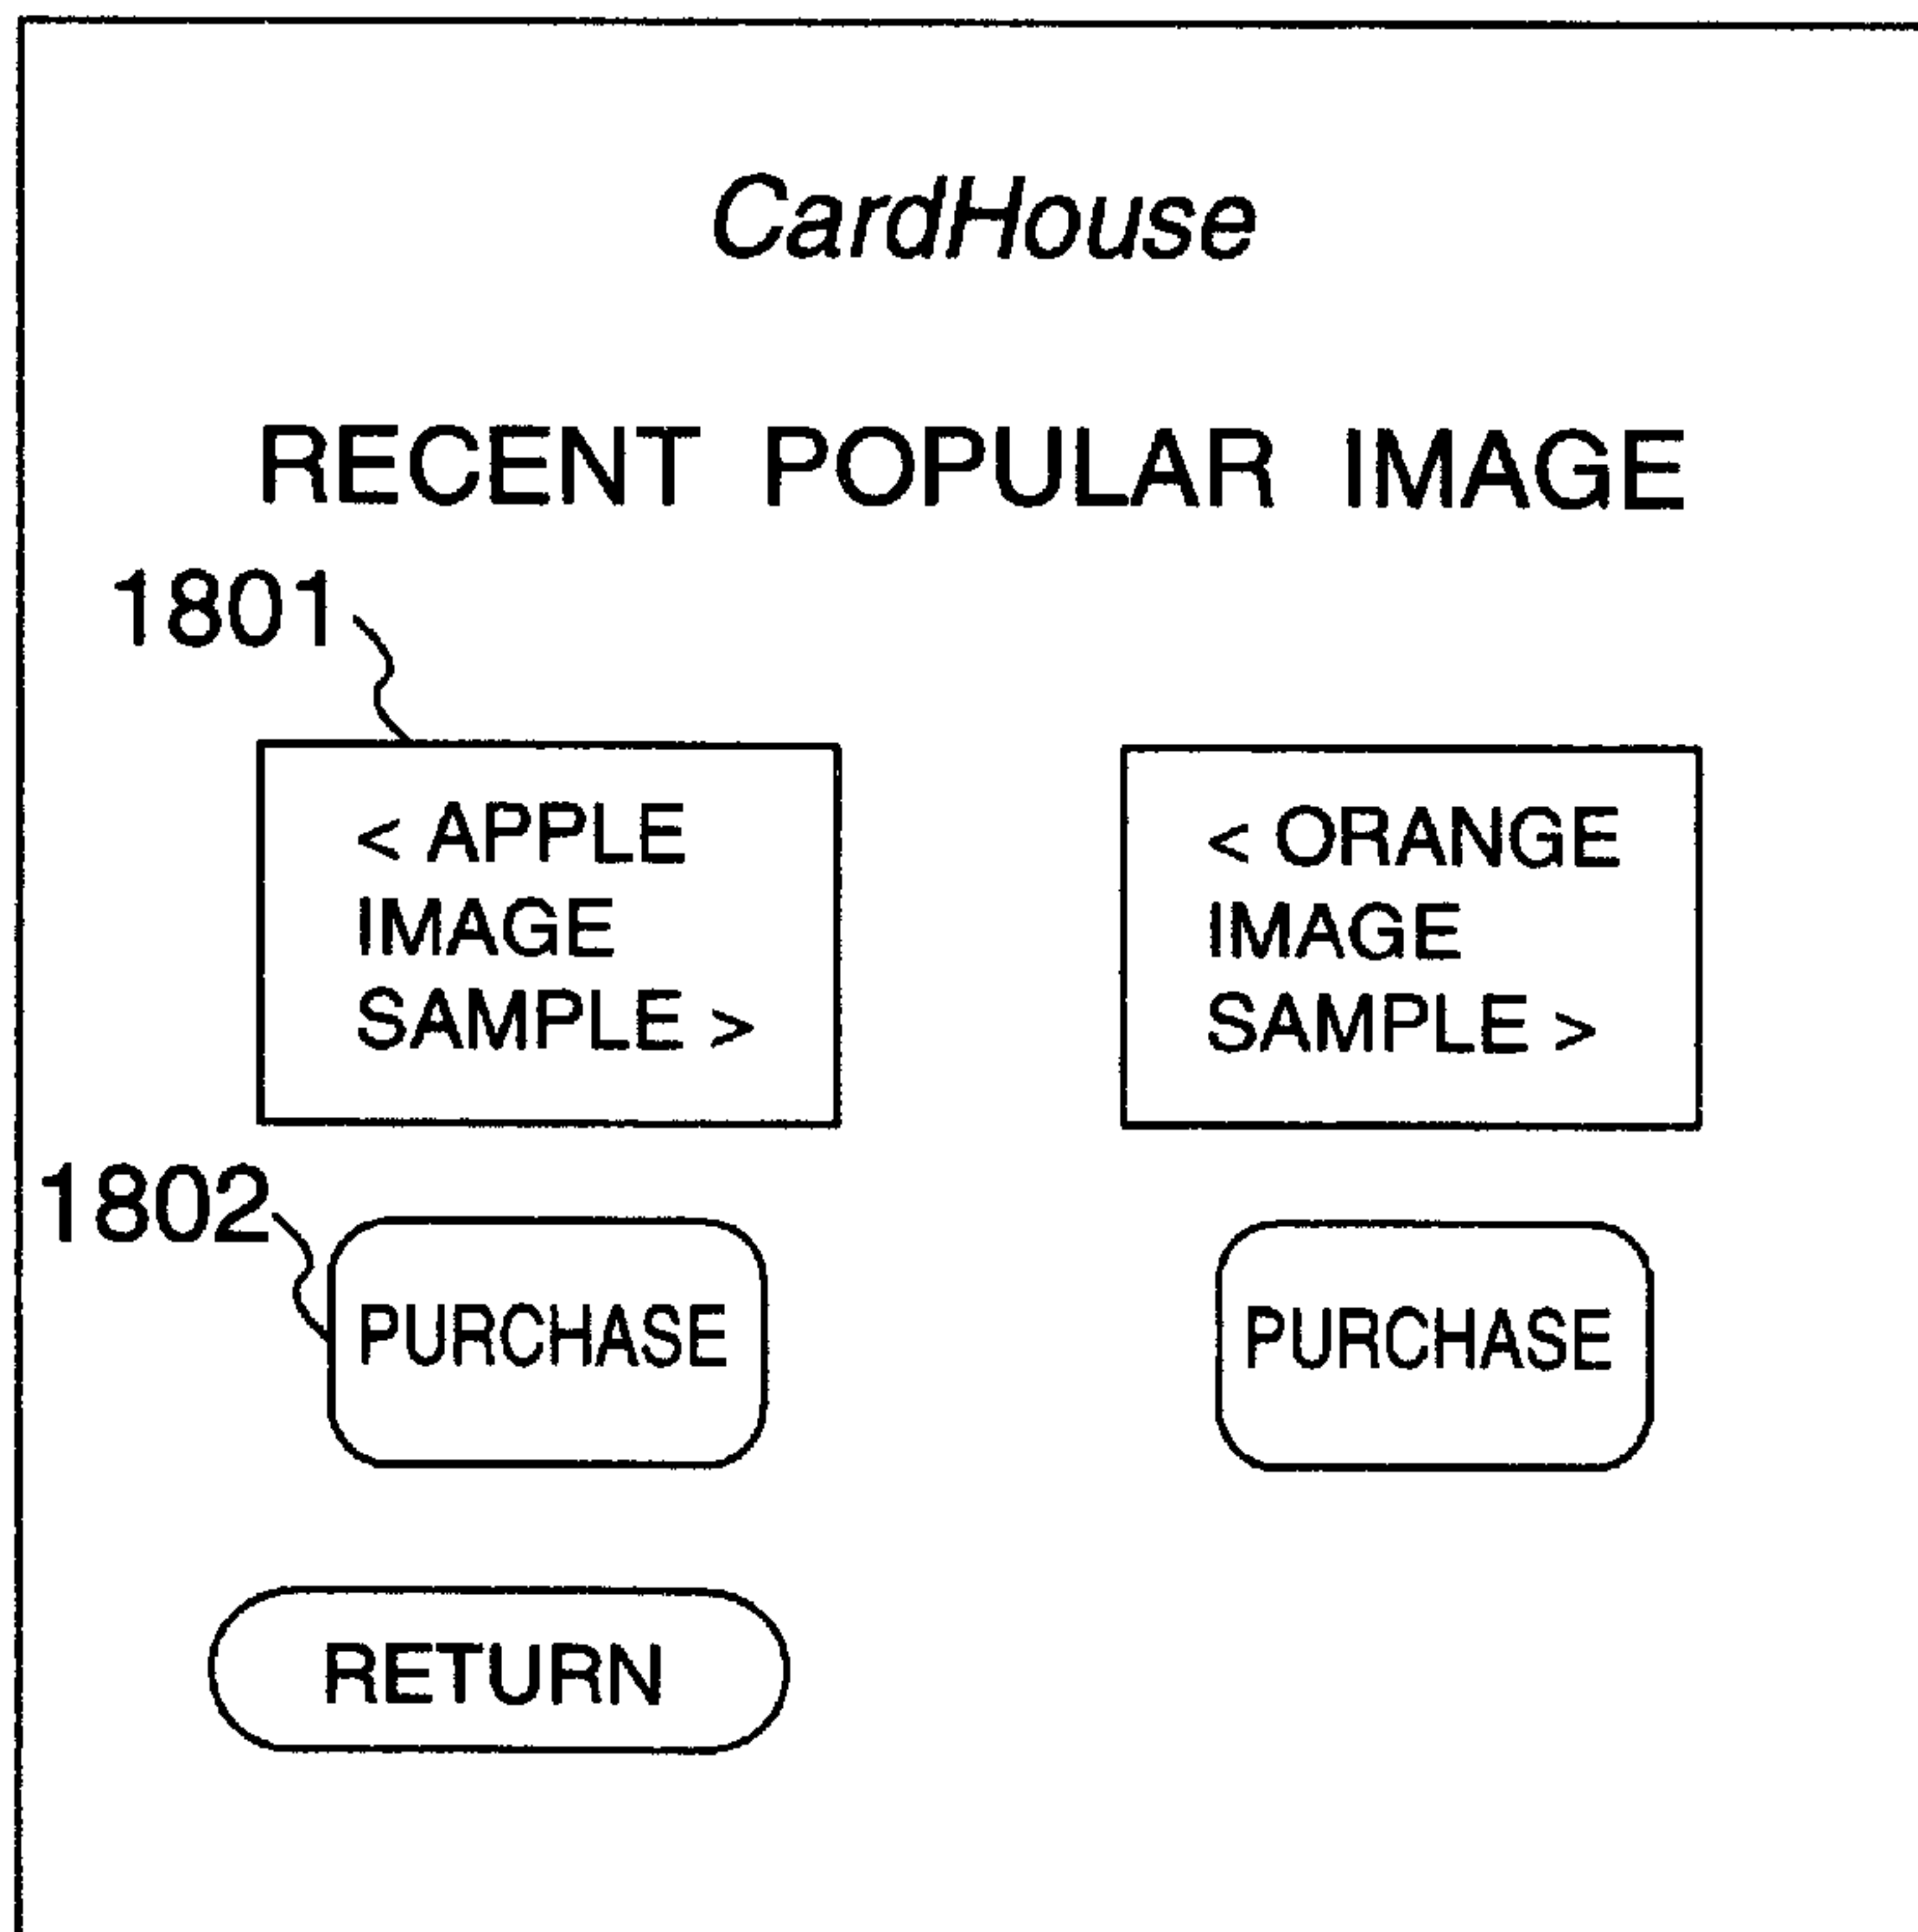 CardHouse
RECENT POPULAR IMAGE
1801
< APPLE
IMAGE
SAMPLE >
< ORANGE
IMAGE
SAMPLE >
1802
PURCHASE
PURCHASE
RETURN